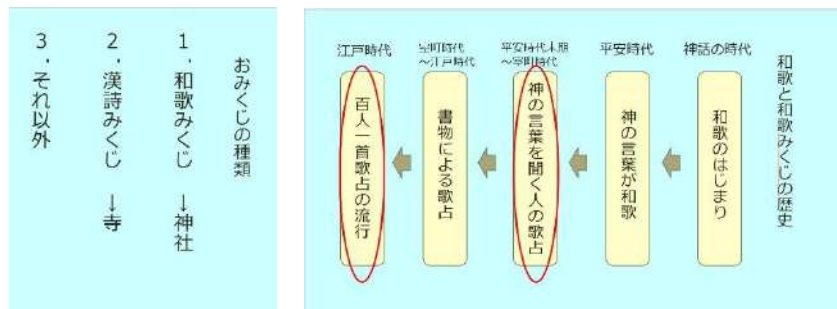 おみくじの種類
1．和歌みくじ　→神社
2．漢詩みくじ　→寺
3．それ以外
和歌と和歌みくじの歴史
神話の時代
和歌のはじまり
平安時代
神の言葉が和歌
平安時代末期
～室町時代
神の言葉を聞く人の歌占
室町時代
～江戸時代
書物による歌占
江戸時代
百人一首歌占の流行